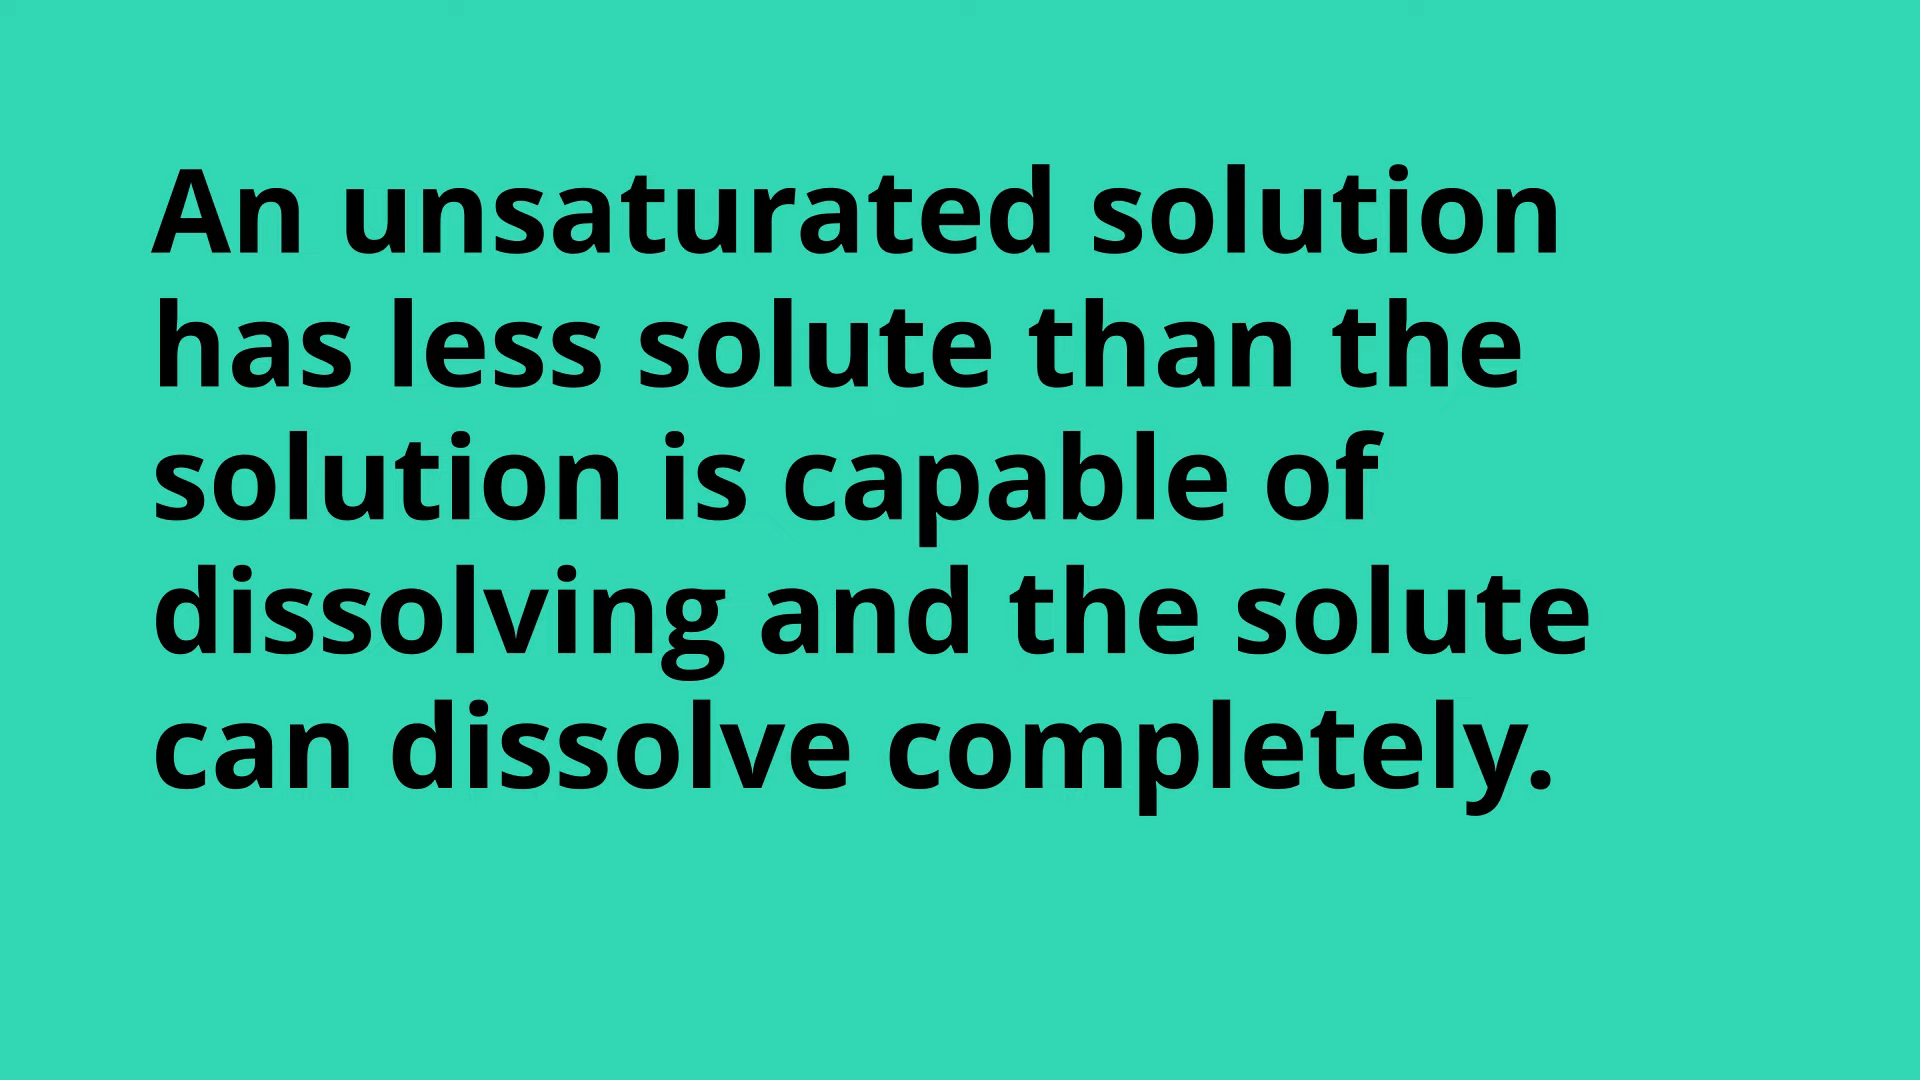 An unsaturated solution
has less solute than the
solution is capable of
dissolving and the solute
can dissolve completely.